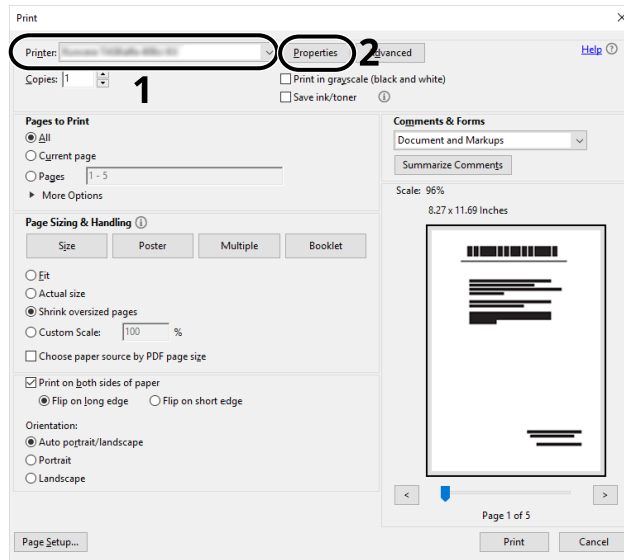 Print
Printer: Properties 2 Advanced Help
Copies: 1 1 Print in grayscale (black and white)
Save ink/toner
Pages to Print
All
Current page
Pages 1 - 5
More Options
Comments & Forms
Document and Markups
Summarize Comments
Scale: 96%
8.27 x 11.69 Inches
Page Sizing & Handling
Size Poster Multiple Booklet
Fit
Actual size
Shrink oversized pages
Custom Scale: 100 %
Choose paper source by PDF page size
Print on both sides of paper
Flip on long edge Flip on short edge
Orientation:
Auto portrait/landscape
Portrait
Landscape
< >
Page 1 of 5
Page Setup... Print Cancel